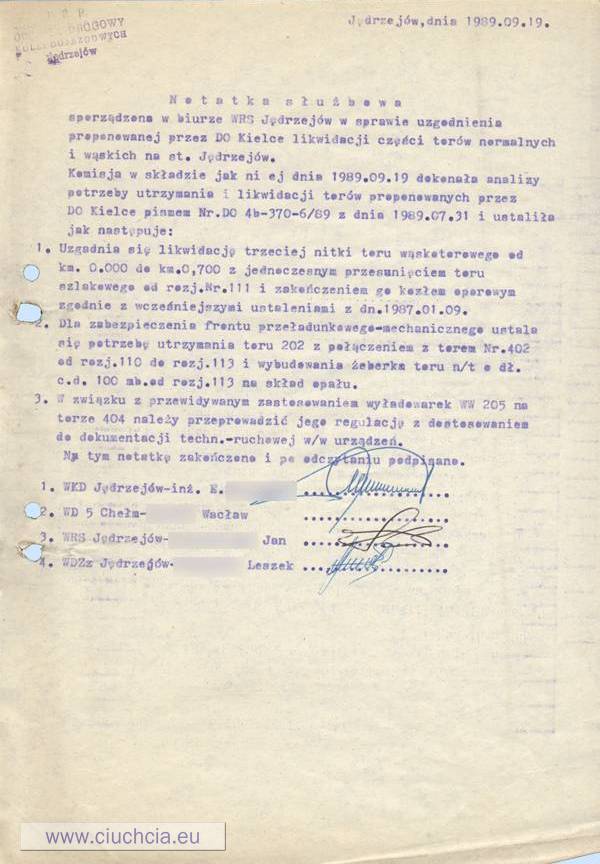 Jędrzejów,dnia 1989.09.19.
P. K. P.
DROGOWY
KOLEI DOJAZDOWYCH
Jędrzejów
Notatka służbowa
sporządzona w biurze WRS Jędrzejów w sprawie uzgodnienia
proponowanej przez DO Kielce likwidacji części torów normalnych
i wąskich na st. Jędrzejów.
Komisja w składzie jak ni ej dnia 1989.09.19 dokonała analizy
potrzeby utrzymania i likwidacji torów proponowanych przez
DO Kielce pismem Nr.DO 4b-370-6/89 z dnia 1989.07.31 i ustaliła
jak następuje:
1. Uzgadnia się likwidację trzeciej nitki toru wąskotorowego od
km. 0.000 do km.0,700 z jednoczesnym przesunięciem toru
szlakowego od rozj.Nr.111 i zakończeniem go kozłem oporowym
zgodnie z wcześniejszymi ustaleniami z dn.1987.01.09.
2. Dla zabezpieczenia frontu przeładunkowego-mechanicznego ustala
się potrzebę utrzymania toru 202 z połączeniem z torem Nr.402
od rozj.110 do rozj.113 i wybudowania żeberka toru n/t o dł.
c.d. 100 mb.od rozj.113 na skład opału.
3. W związku z przewidywanym zastosowaniem wyładowarek WW 205 na
torze 404 należy przeprowadzić jego regulację z dostosowaniem
do dokumentacji techn.-ruchowej w/w urządzeń.
Na tym notatkę zakończono i po odczytaniu podpisano.
1. WKD Jędrzejów-inż. E.
2. WD 5 Chełm- Wacław
3. WRS Jędrzejów- Jan
4. WDZz Jędrzejów- Leszek
www.ciuchcia.eu